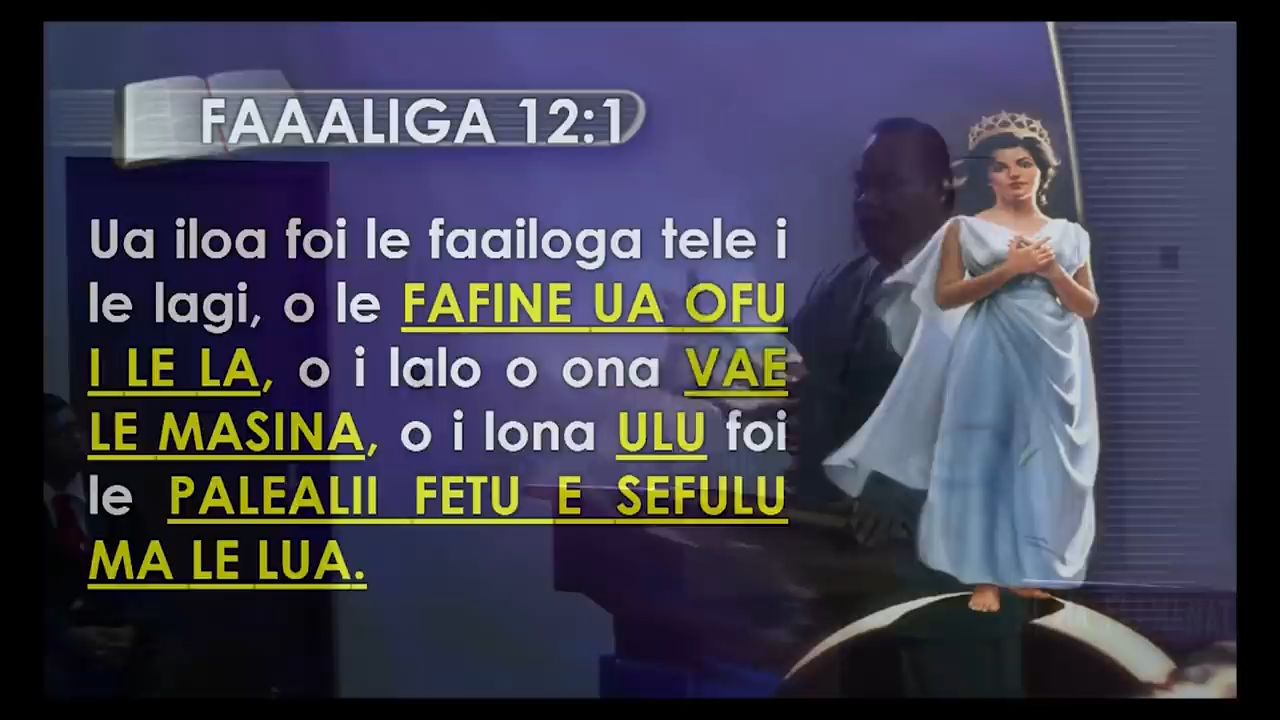 FAAALIGA 12:1
Ua iloa foi le faailoga tele i
le lagi, o le FAFINE UA OFU
I LE LA, o i lalo o ona VAE
LE MASINA, o i lona ULU foi
le PALEALII FETU E SEFULU
MA LE LUA.